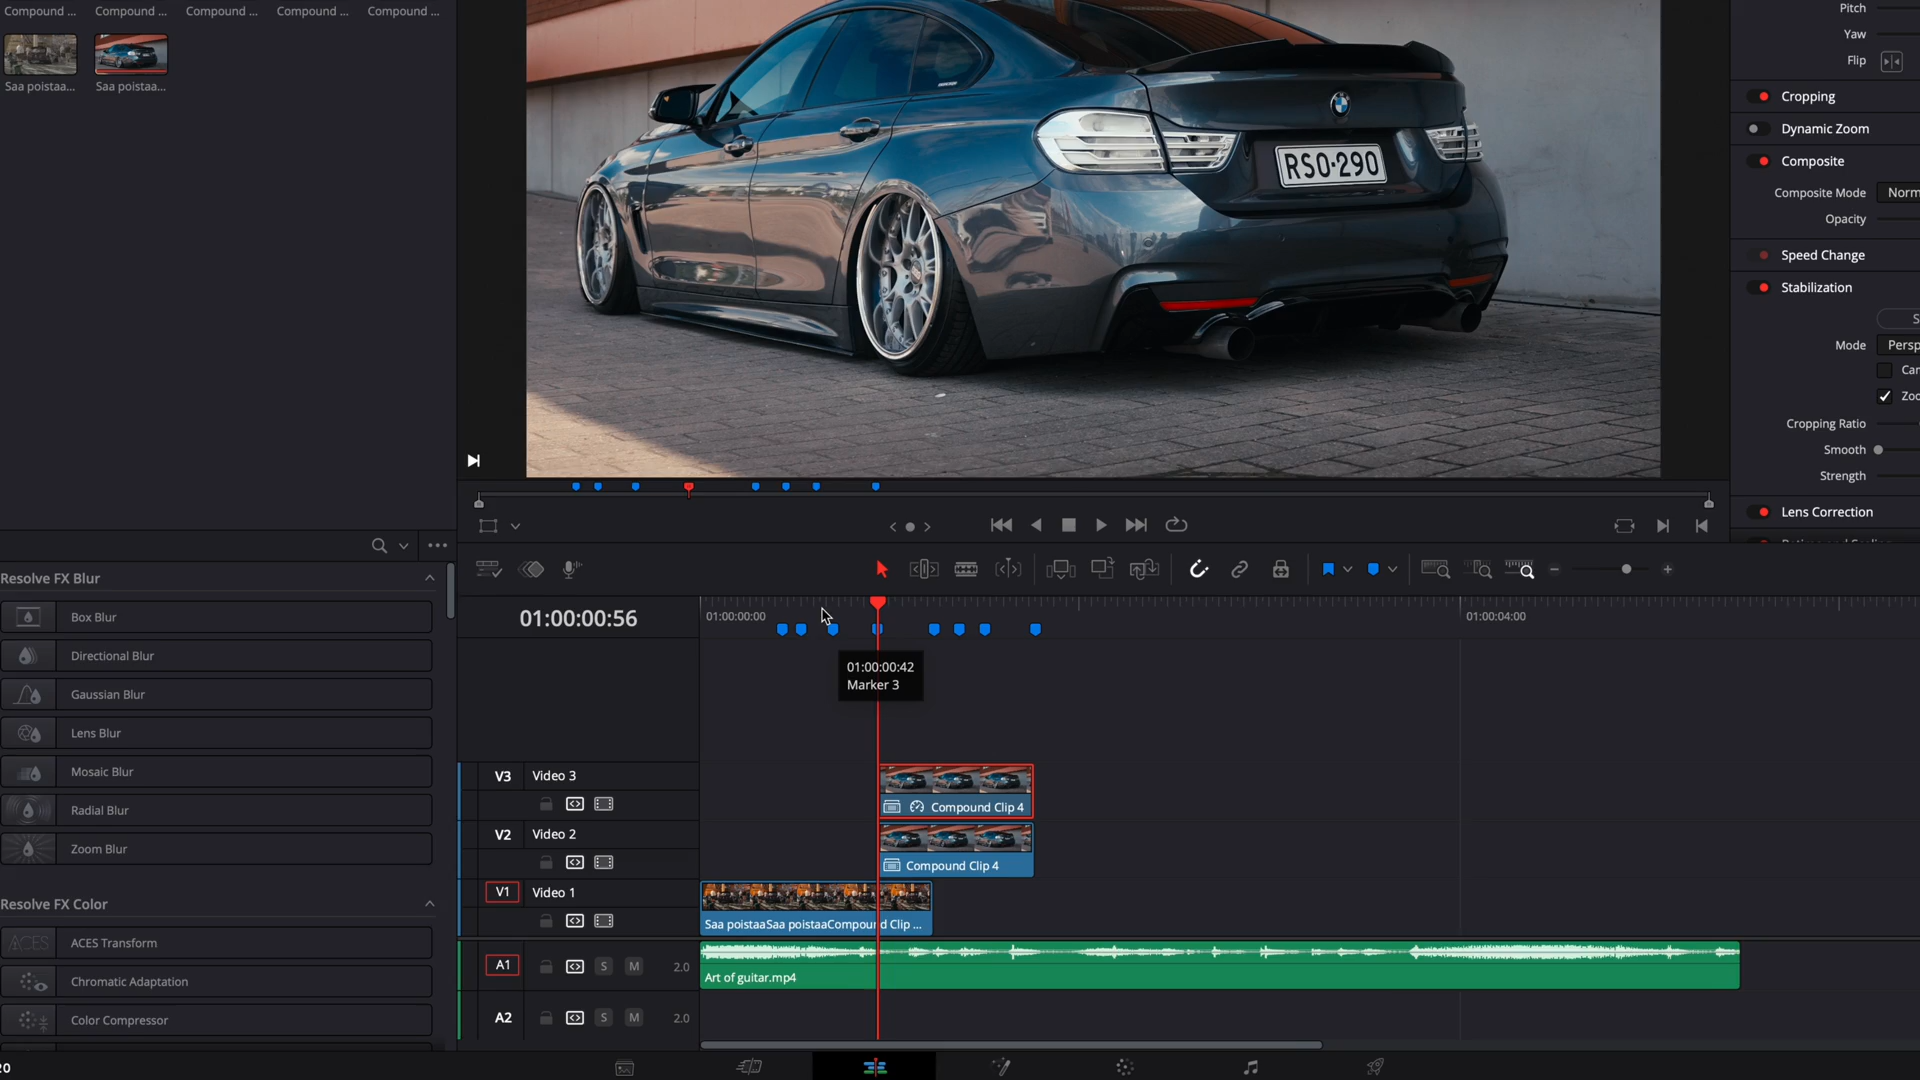 Compound ...
Compound ...
Compound ...
Compound ...
Compound ...
Saa poistaa...
Saa poistaa...
RSO-290
Pitch
Yaw
Flip
Cropping
Dynamic Zoom
Composite
Composite Mode
Norm
Opacity
Speed Change
Stabilization
S
Mode
Persp
Can
Zoo
Cropping Ratio
Smooth
Strength
Lens Correction
Resolve FX Blur
Box Blur
Directional Blur
Gaussian Blur
Lens Blur
Mosaic Blur
Radial Blur
Zoom Blur
Resolve FX Color
ACES
ACES Transform
Chromatic Adaptation
Color Compressor
20
01:00:00:56
01:00:00:00
01:00:04:00
01:00:00:42
Marker 3
V3
Video 3
Compound Clip 4
V2
Video 2
Compound Clip 4
V1
Video 1
Saa poistaaSaa poistaaCompound Clip ...
A1
S
M
2.0
Art of guitar.mp4
A2
S
M
2.0